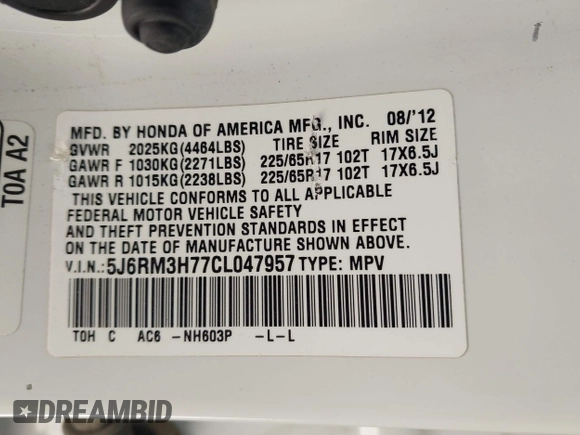 TOA A2
MFD. BY HONDA OF AMERICA MFG., INC. 08/'12
GVWR 2025KG(4464LBS) TIRE SIZE RIM SIZE
GAWR F 1030KG(2271LBS) 225/65R17 102T 17X6.5J
GAWR R 1015KG(2238LBS) 225/65R17 102T 17X6.5J
THIS VEHICLE CONFORMS TO ALL APPLICABLE
FEDERAL MOTOR VEHICLE SAFETY
AND THEFT PREVENTION STANDARDS IN EFFECT
ON THE DATE OF MANUFACTURE SHOWN ABOVE.
V.I.N.: 5J6RM3H77CL047957 TYPE: MPV
TOH C AC6 -NH603P -L-L
DREAMBID